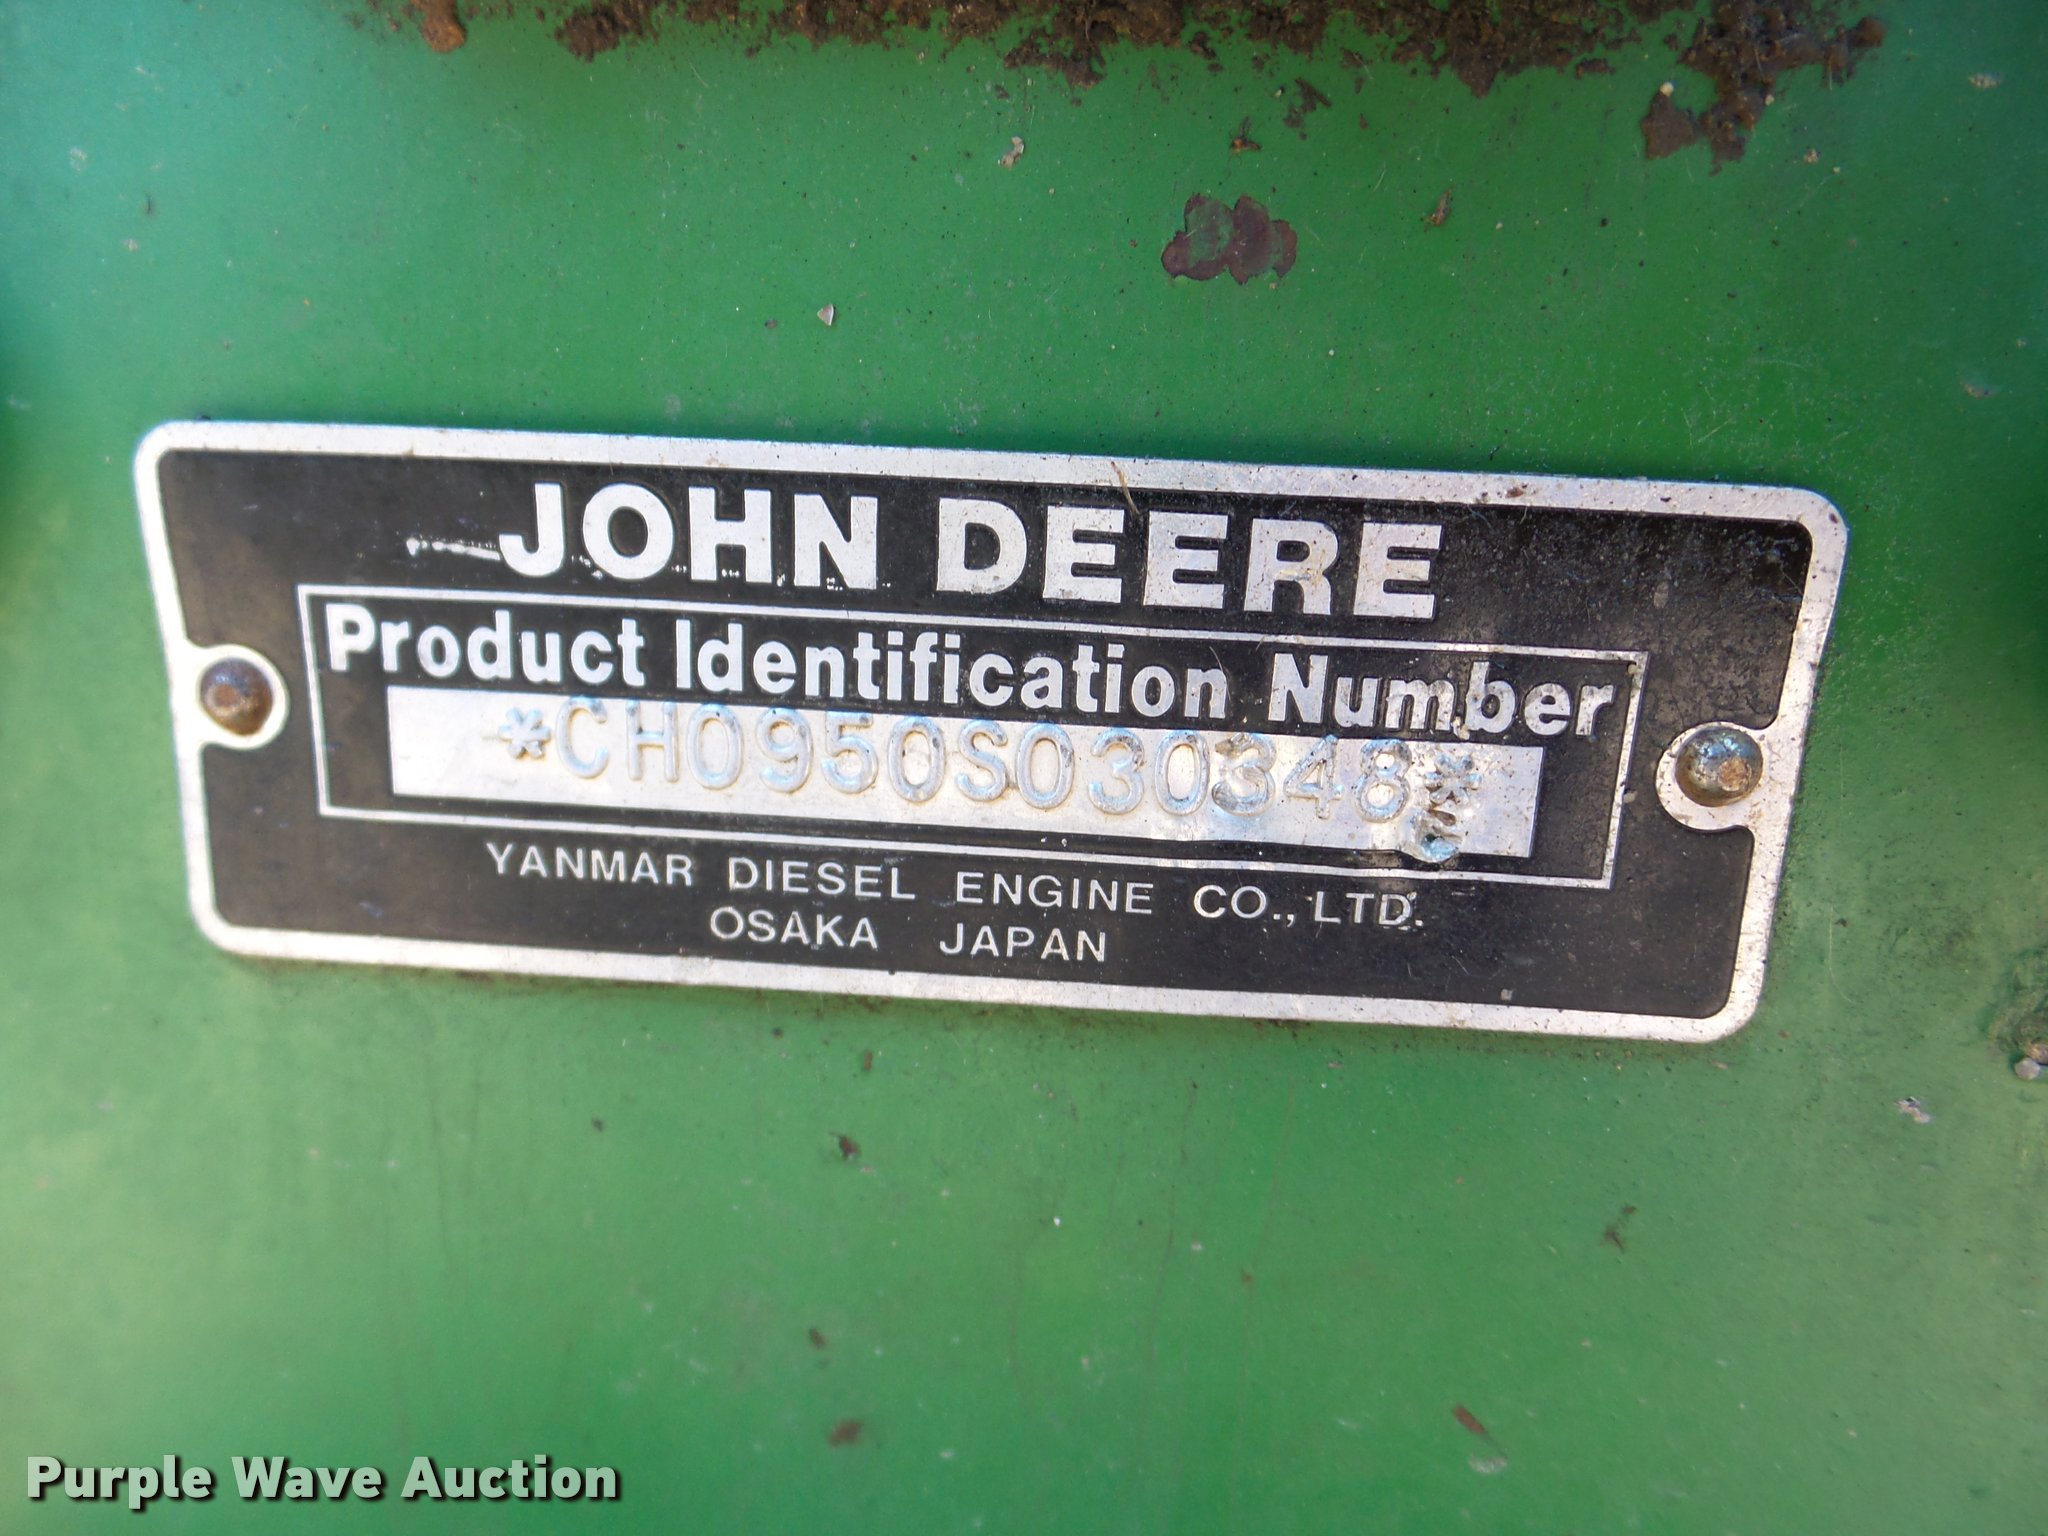 JOHN DEERE
Product Identification Number
*CH0950S030348*
YANMAR DIESEL ENGINE CO., LTD.
OSAKA JAPAN
Purple Wave Auction